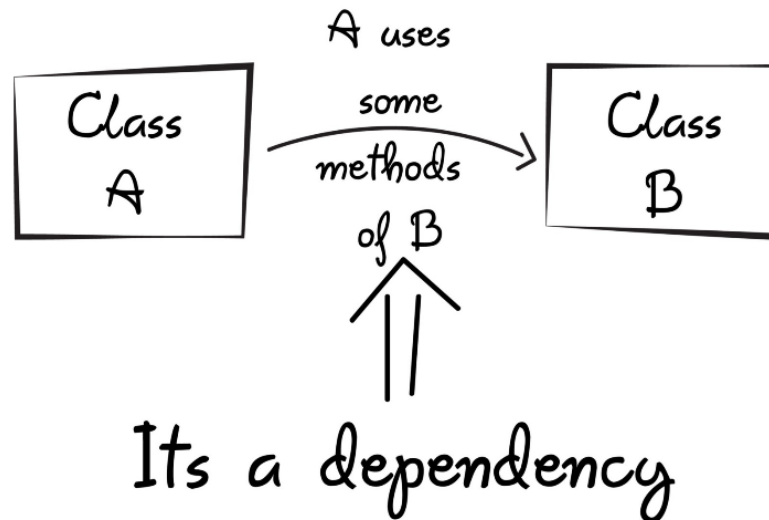 A uses
some
methods
of B
Class
A
Class
B
Its a dependency